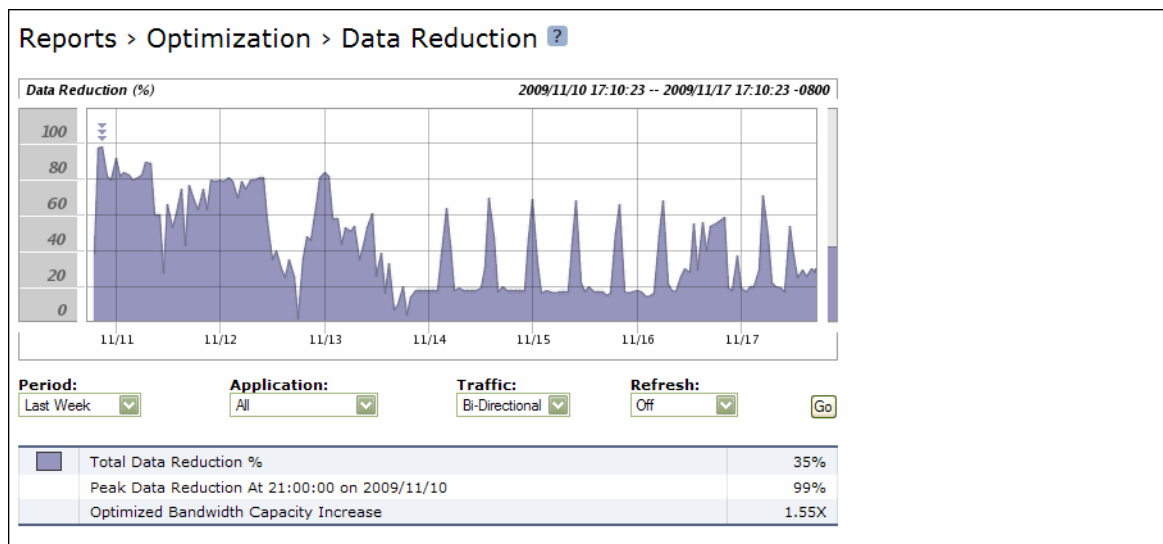 Reports › Optimization › Data Reduction ?
Data Reduction (%) 2009/11/10 17:10:23 -- 2009/11/17 17:10:23 -0800
100
80
60
40
20
0
11/11 11/12 11/13 11/14 11/15 11/16 11/17
Period: Application: Traffic: Refresh:
Last Week All Bi-Directional Off Go
Total Data Reduction % 35%
Peak Data Reduction At 21:00:00 on 2009/11/10 99%
Optimized Bandwidth Capacity Increase 1.55X